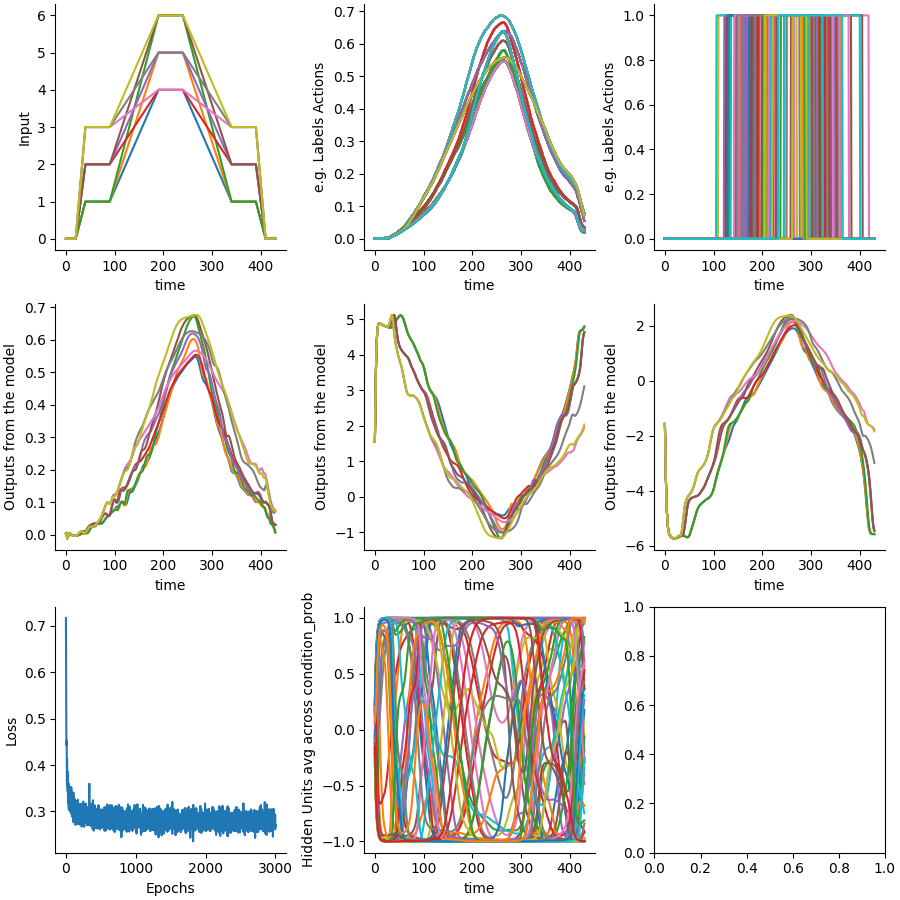 6
5
4
3
2
1
0
Input
0 100 200 300 400
time
0.7
0.6
0.5
0.4
0.3
0.2
0.1
0.0
e.g. Labels Actions
0 100 200 300 400
time
1.0
0.8
0.6
0.4
0.2
0.0
e.g. Labels Actions
0 100 200 300 400
time
0.7
0.6
0.5
0.4
0.3
0.2
0.1
0.0
Outputs from the model
0 100 200 300 400
time
5
4
3
2
1
0
−1
Outputs from the model
0 100 200 300 400
time
2
0
−2
−4
−6
Outputs from the model
0 100 200 300 400
time
0.7
0.6
0.5
0.4
0.3
Loss
0 1000 2000 3000
Epochs
1.0
0.5
0.0
−0.5
−1.0
Hidden Units avg across condition_prob
0 100 200 300 400
time
1.0
0.8
0.6
0.4
0.2
0.0
0.0 0.2 0.4 0.6 0.8 1.0